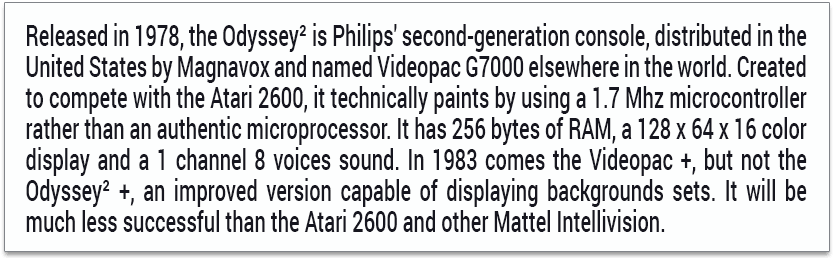 Released in 1978, the Odyssey² is Philips' second-generation console, distributed in the
United States by Magnavox and named Videopac G7000 elsewhere in the world. Created
to compete with the Atari 2600, it technically paints by using a 1.7 Mhz microcontroller
rather than an authentic microprocessor. It has 256 bytes of RAM, a 128 x 64 x 16 color
display and a 1 channel 8 voices sound. In 1983 comes the Videopac +, but not the
Odyssey² +, an improved version capable of displaying backgrounds sets. It will be
much less successful than the Atari 2600 and other Mattel Intellivision.